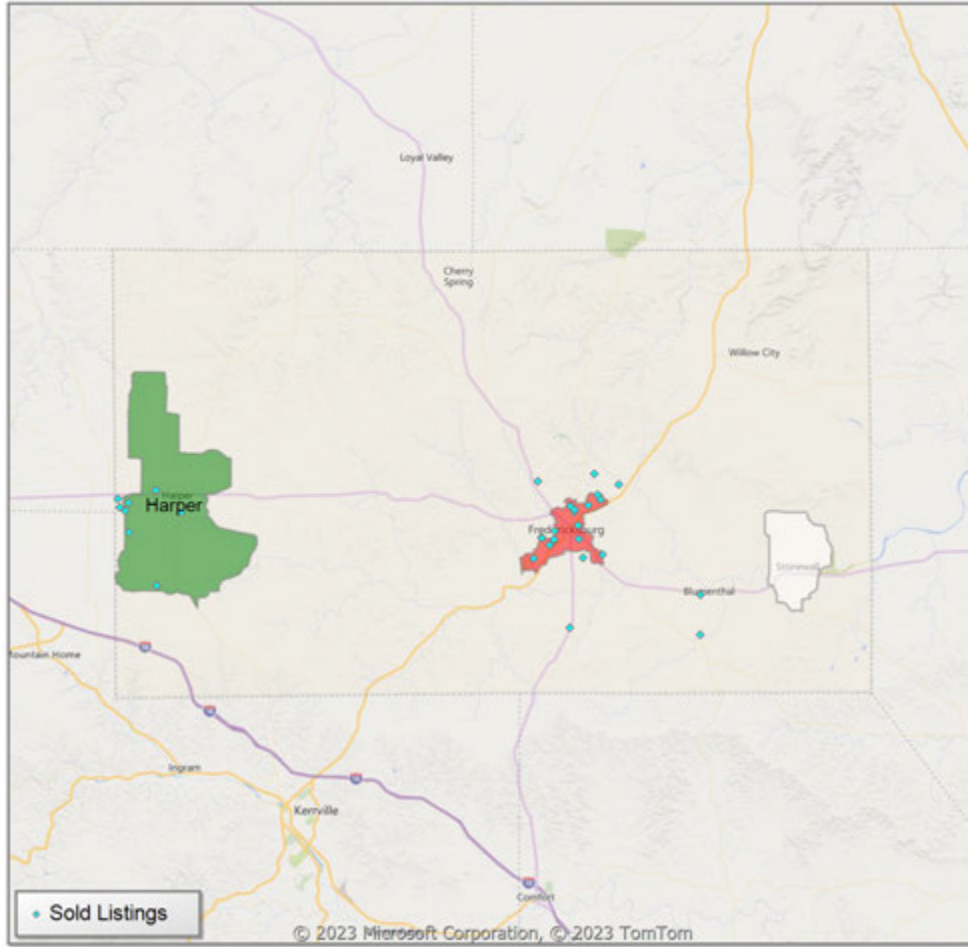 Loyal Valley
Cherry
Spring
Willow City
Harper
Harper
Fredericksburg
Stonewall
Blumenthal
Mountain Home
Ingram
Kerrville
Comfort
Sold Listings
© 2023 Microsoft Corporation, © 2023 TomTom